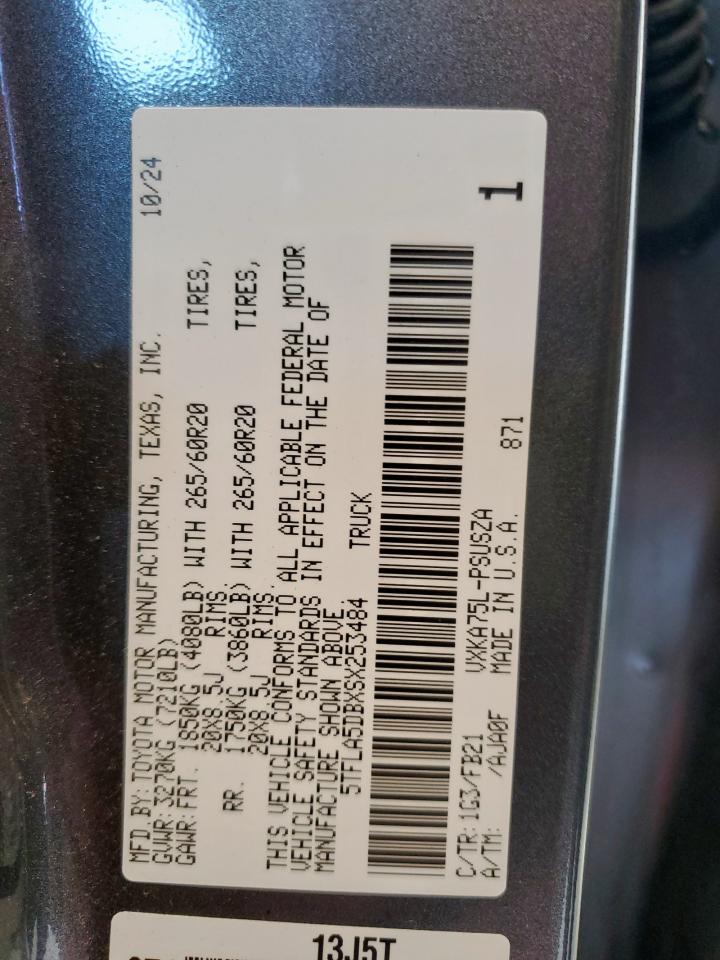 MFD BY: TOYOTA MOTOR MANUFACTURING, TEXAS, INC. 10/24
GVWR: 3270KG (7210LB)
GAWR: FRT. 1850KG (4080LB) WITH 265/60R20 TIRES,
20X8.5J RIMS,
RR. 1750KG (3860LB) WITH 265/60R20 TIRES,
20X8.5J RIMS,
THIS VEHICLE CONFORMS TO ALL APPLICABLE FEDERAL MOTOR
VEHICLE SAFETY STANDARDS IN EFFECT ON THE DATE OF
MANUFACTURE SHOWN ABOVE.
5TFLA5DBXSX253484 TRUCK
1
C/TR: 1G3/FB21 VXKA75L-PSUSZA
A/TM: /AJA0F MADE IN U.S.A. 871
13J5T